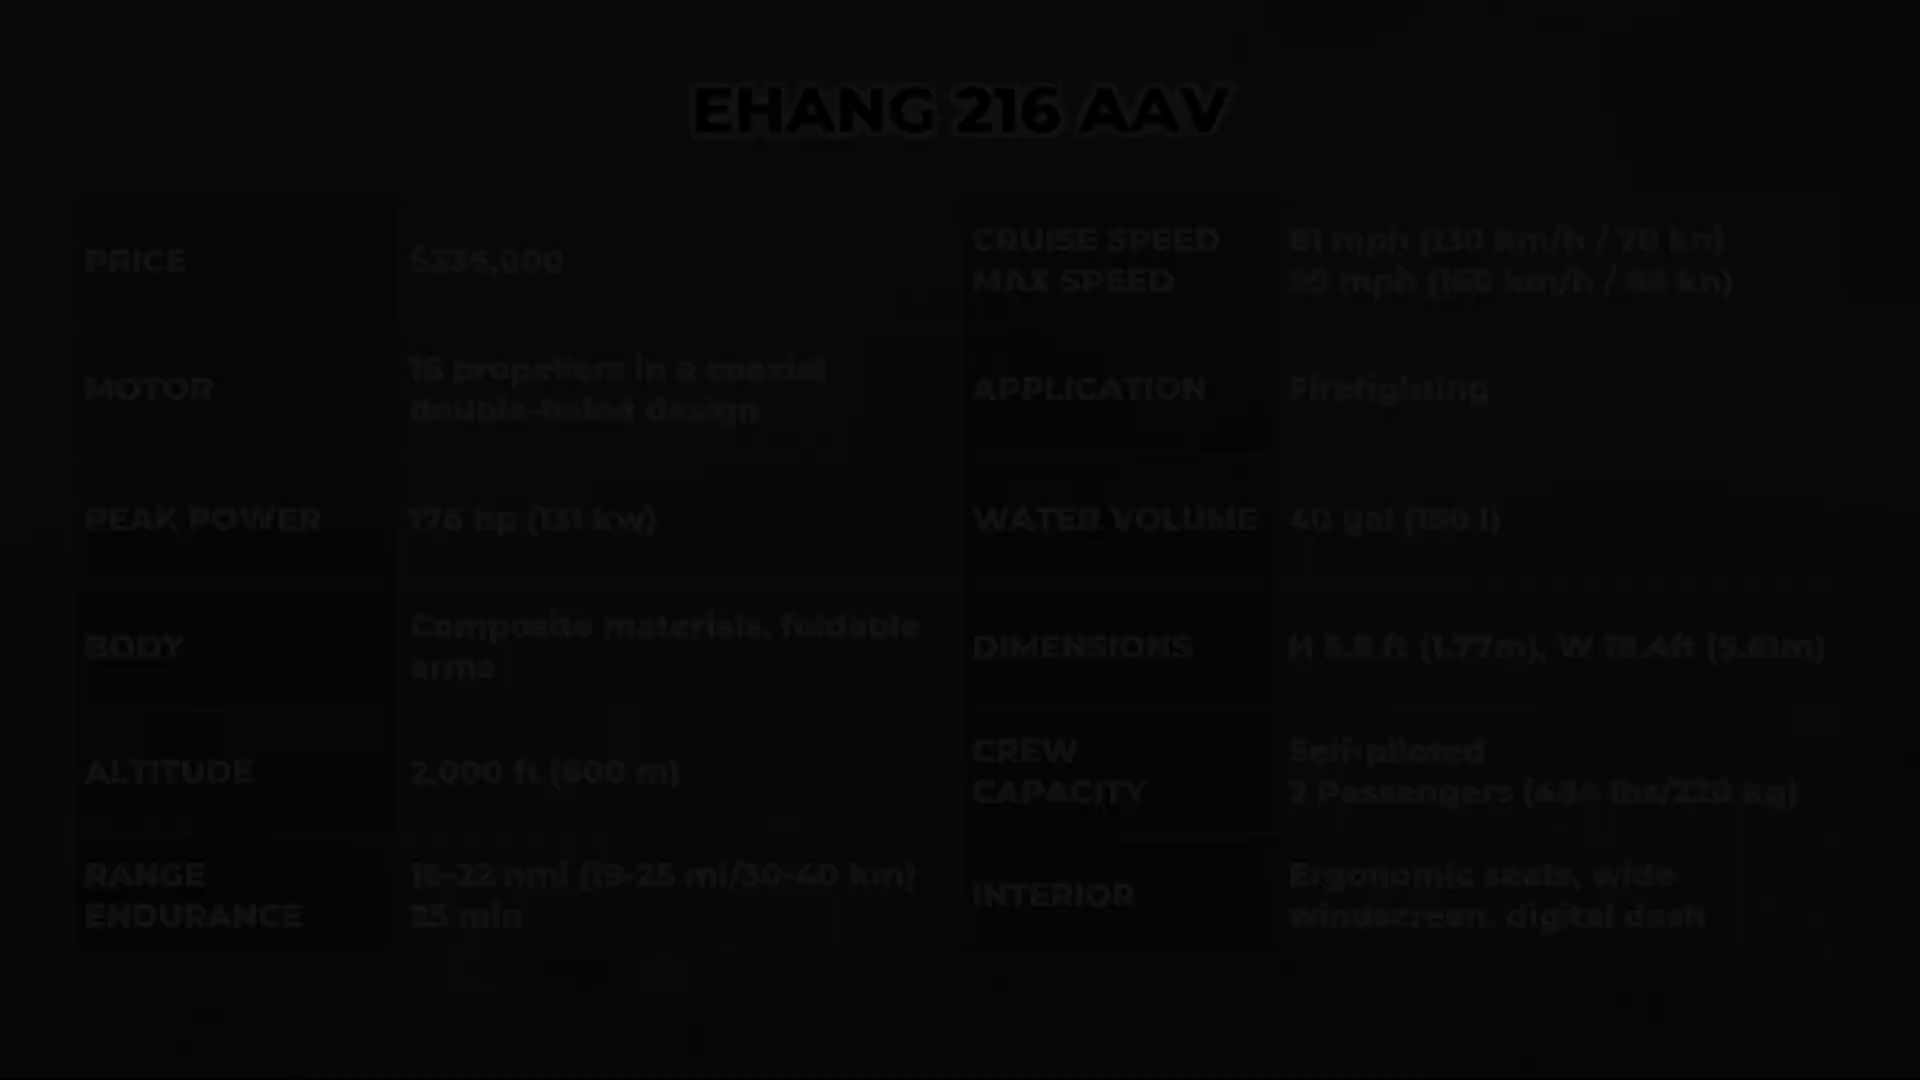 EHANG 216 AAV
PRICE
$336,000
MOTOR
16 propellers in a coaxial
double-baled design
PEAK POWER
176 hp (131 kw)
BODY
Composite materials, foldable
arms
ALTITUDE
2,000 ft (600 m)
RANGE
ENDURANCE
16-22 nmi (19-25 mi/30-40 km)
25 min
CRUISE SPEED
MAX SPEED
81 mph (130 km/h / 70 kn)
99 mph (160 km/h / 86 kn)
APPLICATION
Firefighting
WATER VOLUME
40 gal (150 l)
DIMENSIONS
H 5.8 ft (1.77m), W 18.4ft (5.61m)
CREW
CAPACITY
Self-piloted
2 Passengers (484 lbs/220 kg)
INTERIOR
Ergonomic seats, wide
windscreen, digital dash